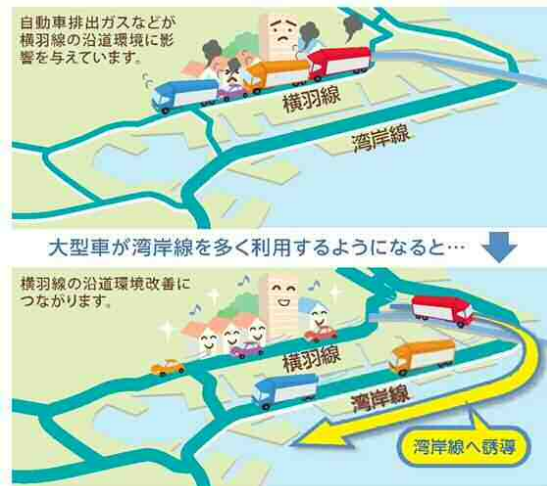 自動車排出ガスなどが
横羽線の沿道環境に影
響を与えています。
横羽線
湾岸線
大型車が湾岸線を多く利用するようになると…
横羽線の沿道環境改善に
つながります。
横羽線
湾岸線
湾岸線へ誘導